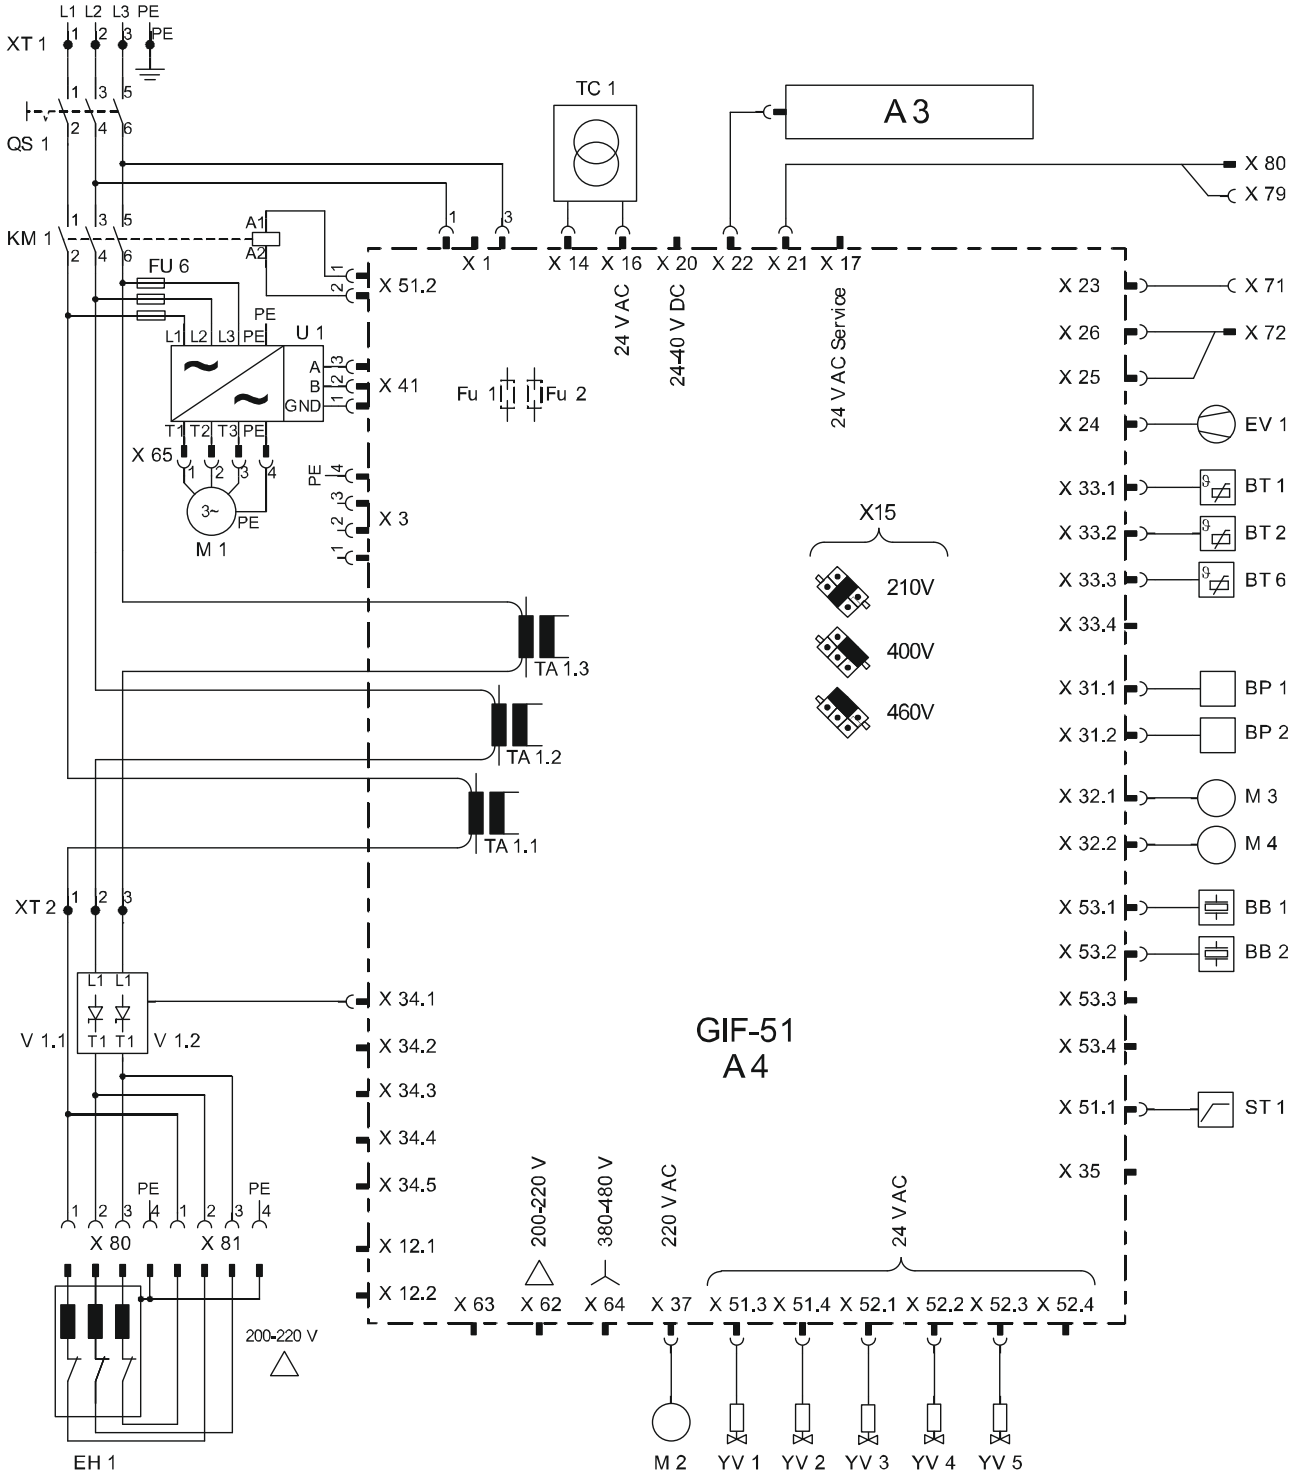 L1 L2 L3 PE
XT 1 1 2 3 PE
1 3 5
QS 1 2 4 6
TC 1
A 3
X 80
X 79
1 3
KM 1 1 3 5 A1
2 4 6 A2
X 1 X 14 X 16 X 20 X 22 X 21 X 17
24 V AC
24-40 V DC
24 V AC Service
FU 6
1
2
X 51.2
X 23 X 71
X 26 X 72
X 25
X 24 EV 1
PE
L1 L2 L3 PE U 1
A 3
B 2 X 41
GND 1
Fu 1 Fu 2
T1 T2 T3 PE
X 65 1 2 3 4
3~
PE
M 1
PE 4
3
2
1
X 3
X15
210V
400V
460V
X 33.1 ϑ BT 1
X 33.2 ϑ BT 2
X 33.3 ϑ BT 6
X 33.4
X 31.1 BP 1
X 31.2 BP 2
X 32.1 M 3
X 32.2 M 4
X 53.1 BB 1
X 53.2 BB 2
X 53.3
X 53.4
X 51.1 ST 1
X 35
TA 1.3
TA 1.2
TA 1.1
XT 2 1 2 3
L1 L1
V 1.1 T1 T1 V 1.2
X 34.1
X 34.2
X 34.3
X 34.4
X 34.5
X 12.1
X 12.2
GIF-51
A 4
200-220 V
380-480 V
220 V AC
24 V AC
X 63 X 62 X 64 X 37 X 51.3 X 51.4 X 52.1 X 52.2 X 52.3 X 52.4
PE PE
1 2 3 4 1 2 3 4
X 80 X 81
200-220 V
EH 1
M 2 YV 1 YV 2 YV 3 YV 4 YV 5